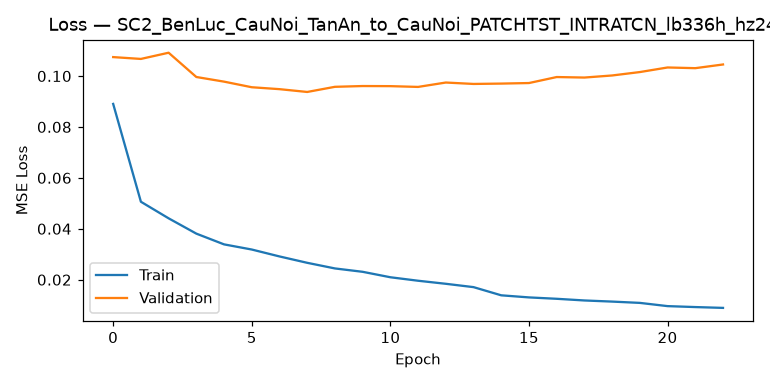 Loss — SC2_BenLuc_CauNoi_TanAn_to_CauNoi_PATCHTST_INTRATCN_lb336h_hz24
MSE Loss
0.10
0.08
0.06
0.04
0.02
Train
Validation
0 5 10 15 20
Epoch